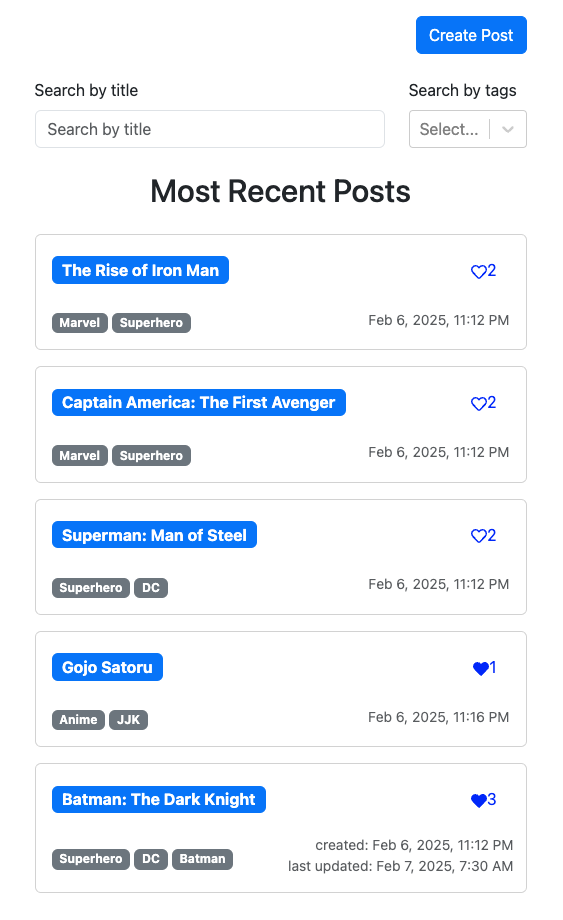 Create Post
Search by title Search by tags
Search by title Select...
Most Recent Posts
The Rise of Iron Man 2
Marvel Superhero Feb 6, 2025, 11:12 PM
Captain America: The First Avenger 2
Marvel Superhero Feb 6, 2025, 11:12 PM
Superman: Man of Steel 2
Superhero DC Feb 6, 2025, 11:12 PM
Gojo Satoru 1
Anime JJK Feb 6, 2025, 11:16 PM
Batman: The Dark Knight 3
Superhero DC Batman
created: Feb 6, 2025, 11:12 PM
last updated: Feb 7, 2025, 7:30 AM